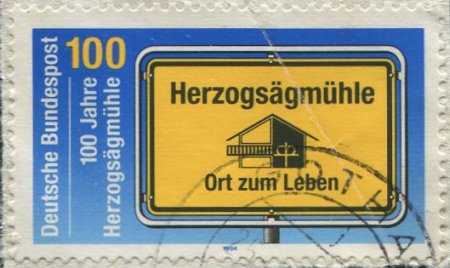 Deutsche Bundespost
100
100 Jahre
Herzogsägmühle
Herzogsägmühle
Ort zum Leben
1994